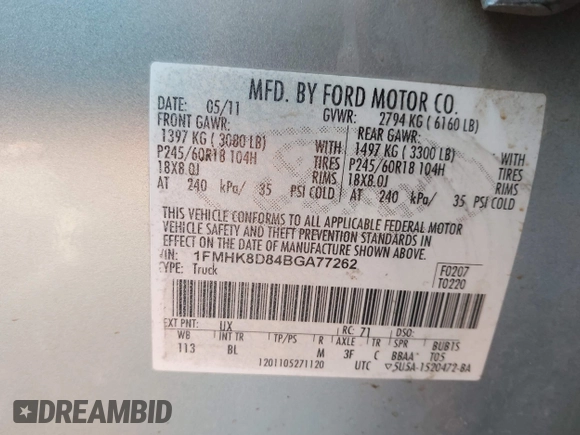 MFD. BY FORD MOTOR CO.
DATE: 05/11 GVWR: 2794 KG ( 6160 LB)
FRONT GAWR: REAR GAWR:
1397 KG ( 3080 LB) WITH 1497 KG ( 3300 LB) WITH
P245/60R18 104H TIRES P245/60R18 104H TIRES
18X8.0J RIMS 18X8.0J RIMS
AT 240 kPa/ 35 PSI COLD AT 240 kPa/ 35 PSI COLD
THIS VEHICLE CONFORMS TO ALL APPLICABLE FEDERAL MOTOR
VEHICLE SAFETY AND THEFT PREVENTION STANDARDS IN
EFFECT ON THE DATE OF MANUFACTURE SHOWN ABOVE.
VIN: 1FMHK8D84BGA77262 F0207
TYPE: Truck T0220
EXT PNT: UX RC: 71 DSO:
WB INT TR TP/PS R AXLE TR SPR BUBTS
113 BL M 3F C BBAA T05
1201105271120 UTC ▽5U5A-1520472-BA
DREAMBID